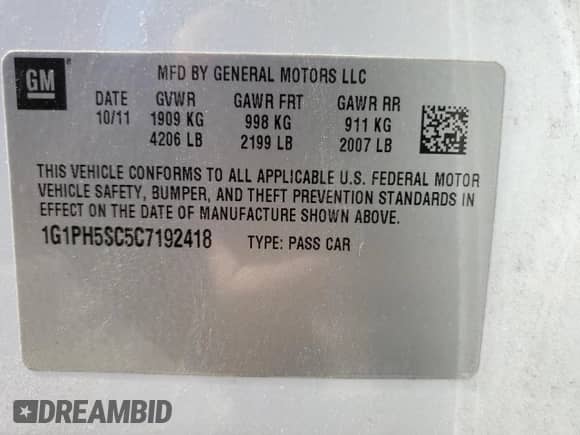 GM ®
MFD BY GENERAL MOTORS LLC
DATE GVWR GAWR FRT GAWR RR
10/11 1909 KG 998 KG 911 KG
4206 LB 2199 LB 2007 LB
THIS VEHICLE CONFORMS TO ALL APPLICABLE U.S. FEDERAL MOTOR
VEHICLE SAFETY, BUMPER, AND THEFT PREVENTION STANDARDS IN
EFFECT ON THE DATE OF MANUFACTURE SHOWN ABOVE.
1G1PH5SC5C7192418 TYPE: PASS CAR
DREAMBID